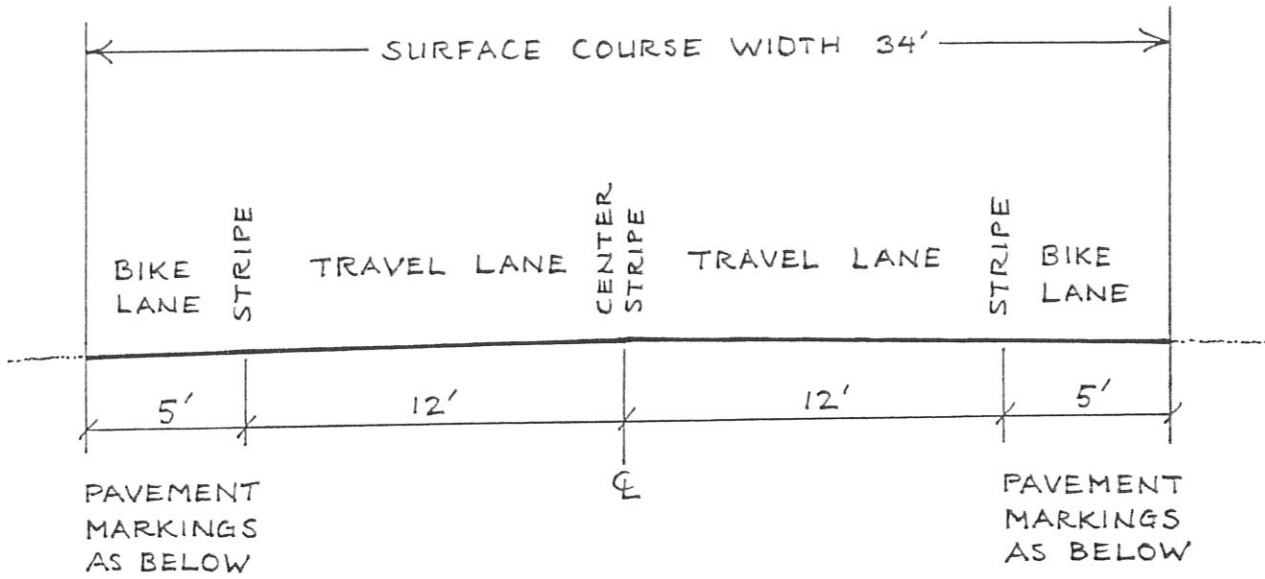 SURFACE COURSE WIDTH 34'
BIKE LANE
STRIPE
TRAVEL LANE
CENTER STRIPE
TRAVEL LANE
STRIPE
BIKE LANE
5'
12'
12'
5'
℄
PAVEMENT
MARKINGS
AS BELOW
PAVEMENT
MARKINGS
AS BELOW